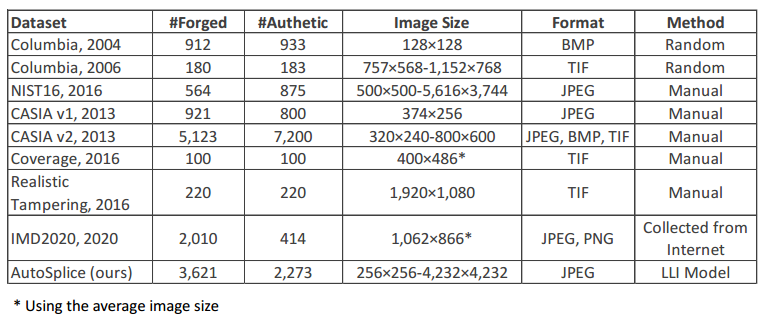 Dataset #Forged #Authetic Image Size Format Method
Columbia, 2004 912 933 128×128 BMP Random
Columbia, 2006 180 183 757×568-1,152×768 TIF Random
NIST16, 2016 564 875 500×500-5,616×3,744 JPEG Manual
CASIA v1, 2013 921 800 374×256 JPEG Manual
CASIA v2, 2013 5,123 7,200 320×240-800×600 JPEG, BMP, TIF Manual
Coverage, 2016 100 100 400×486* TIF Manual
Realistic
Tampering, 2016 220 220 1,920×1,080 TIF Manual
IMD2020, 2020 2,010 414 1,062×866* JPEG, PNG Collected from
Internet
AutoSplice (ours) 3,621 2,273 256×256-4,232×4,232 JPEG LLI Model
* Using the average image size